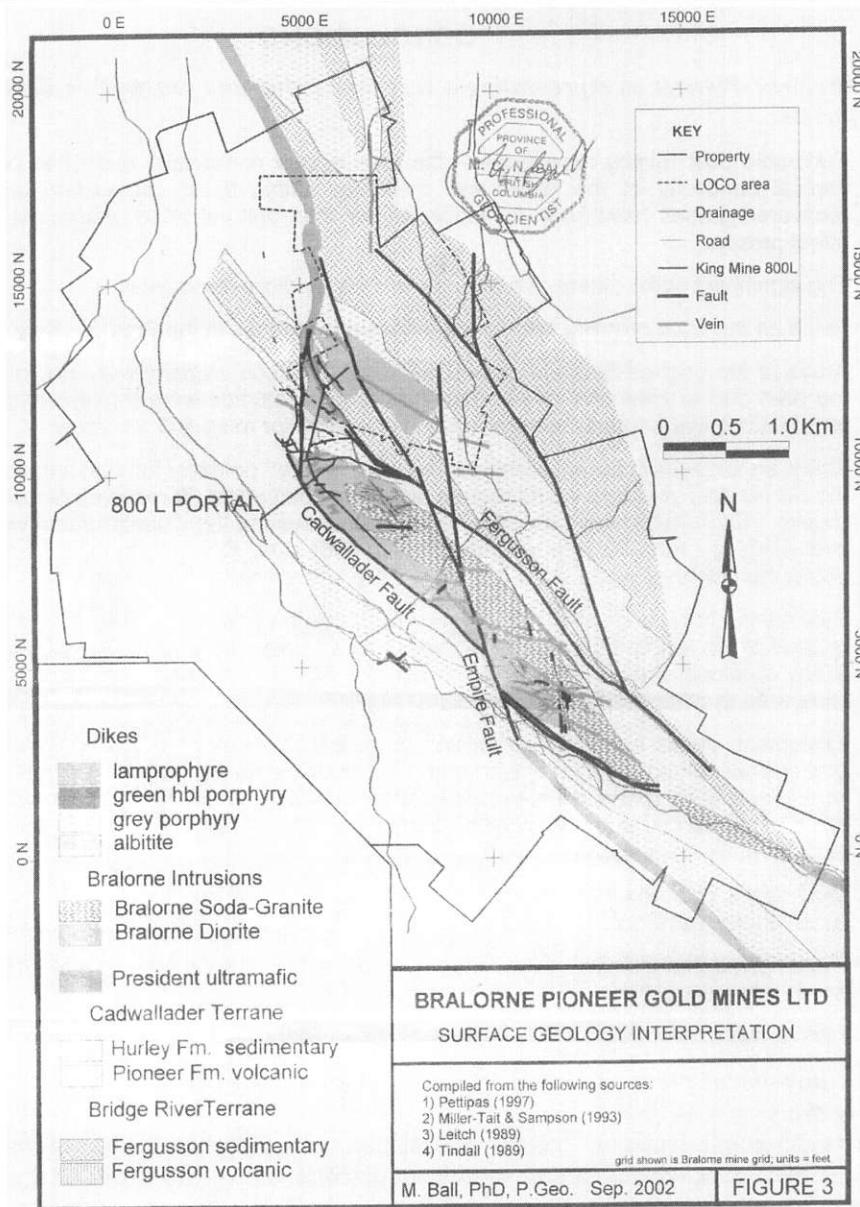 0 E 5000 E 10000 E 15000 E
20000 N
15000 N
10000 N
5000 N
0 N
20000 N
15000 N
10000 N
5000 N
0 N
PROFESSIONAL
PROVINCE
OF
BRITISH
COLUMBIA
GEOSCIENTIST
KEY
Property
LOCO area
Drainage
Road
King Mine 800L
Fault
Vein
0 0.5 1.0 Km
N
800 L PORTAL
Cadwallader Fault
Fergusson Fault
Empire Fault
Dikes
lamprophyre
green hbl porphyry
grey porphyry
albitite
Bralorne Intrusions
Bralorne Soda-Granite
Bralorne Diorite
President ultramafic
Cadwallader Terrane
Hurley Fm. sedimentary
Pioneer Fm. volcanic
Bridge RiverTerrane
Fergusson sedimentary
Fergusson volcanic
BRALORNE PIONEER GOLD MINES LTD
SURFACE GEOLOGY INTERPRETATION
Compiled from the following sources:
1) Pettipas (1997)
2) Miller-Tait & Sampson (1993)
3) Leitch (1989)
4) Tindall (1989)
grid shown is Bralorne mine grid; units = feet
M. Ball, PhD, P.Geo. Sep. 2002
FIGURE 3